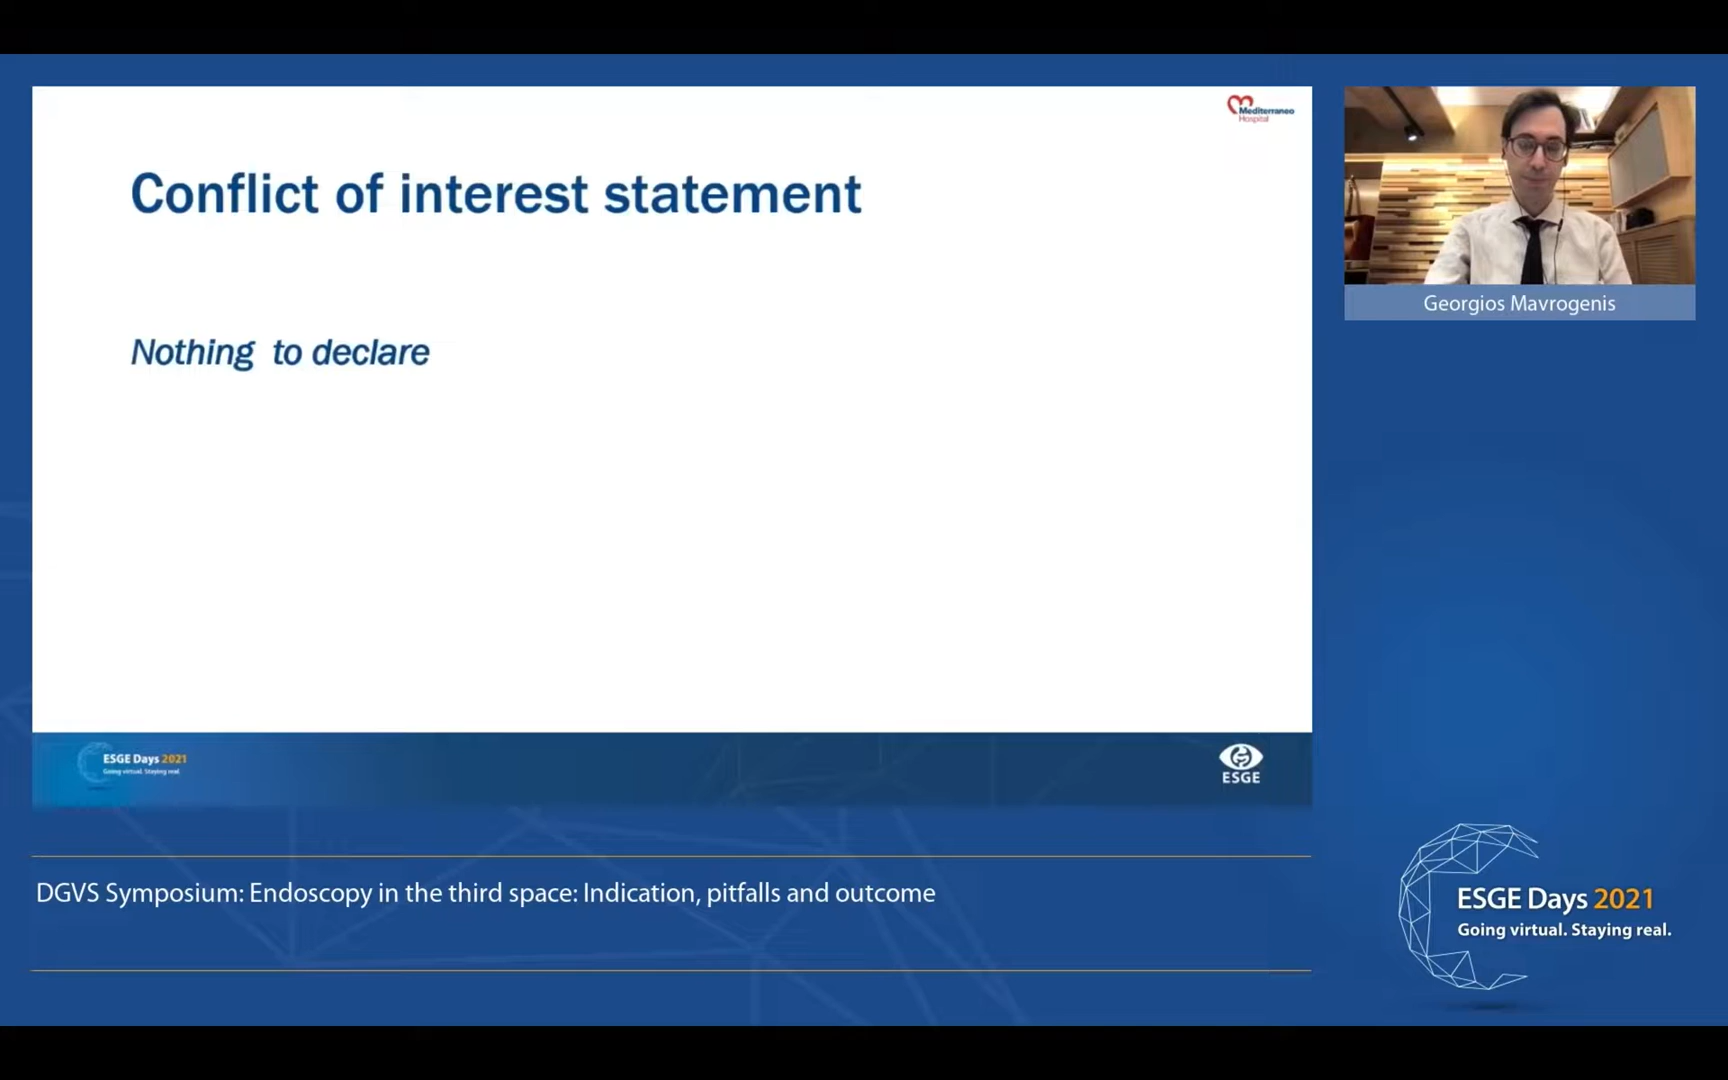 Mediterraneo
Hospital
Conflict of interest statement
Nothing to declare
Georgios Mavrogenis
ESGE Days 2021
Going virtual. Staying real.
ESGE
DGVS Symposium: Endoscopy in the third space: Indication, pitfalls and outcome
ESGE Days 2021
Going virtual. Staying real.